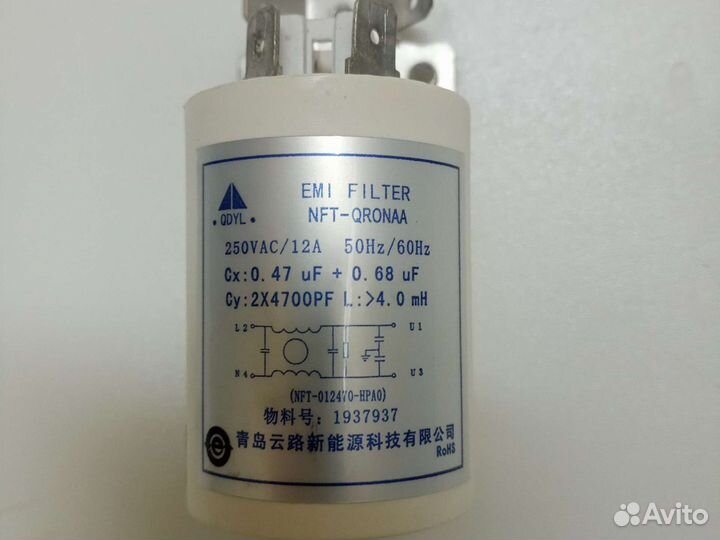 EMI FILTER
QDYL.
NFT-QRONAA
250VAC/12A 50Hz/60Hz
Cx:0.47 uF + 0.68 uF
Cy:2X4700PF L:>4.0 mH
L2 U1
N4 U3
(NFT-012470-HPA0)
物料号: 1937937
e 青岛云路新能源科技有限公司
RoHS
Avito